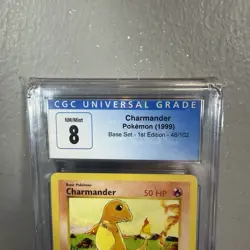 CGC UNIVERSAL GRADE
NM/Mint
8
Charmander
Pokémon (1999)
Base Set - 1st Edition - 46/102
Basic Pokémon
Charmander
50 HP